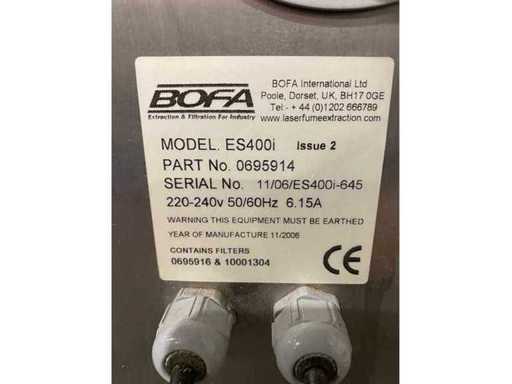 BOFA
Extraction & Filtration For Industry
BOFA International Ltd
Poole, Dorset, UK, BH17 0GE
Tel:- + 44 (0)1202 666789
www.laserfumeextraction.com
MODEL. ES400i Issue 2
PART No. 0695914
SERIAL No. 11/06/ES400i-645
220-240v 50/60Hz 6.15A
WARNING THIS EQUIPMENT MUST BE EARTHED
YEAR OF MANUFACTURE 11/2006
CONTAINS FILTERS
0695916 & 10001304
CE